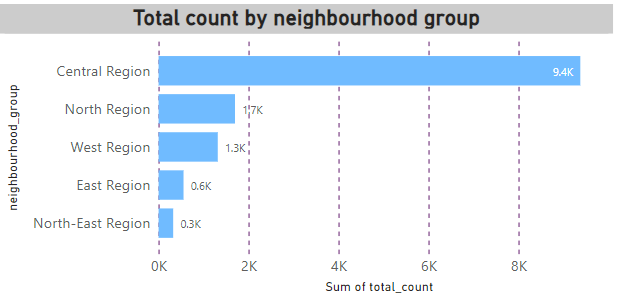 Total count by neighbourhood group
neighbourhood_group
Central Region 9.4K
North Region 1.7K
West Region 1.3K
East Region 0.6K
North-East Region 0.3K
0K 2K 4K 6K 8K
Sum of total_count